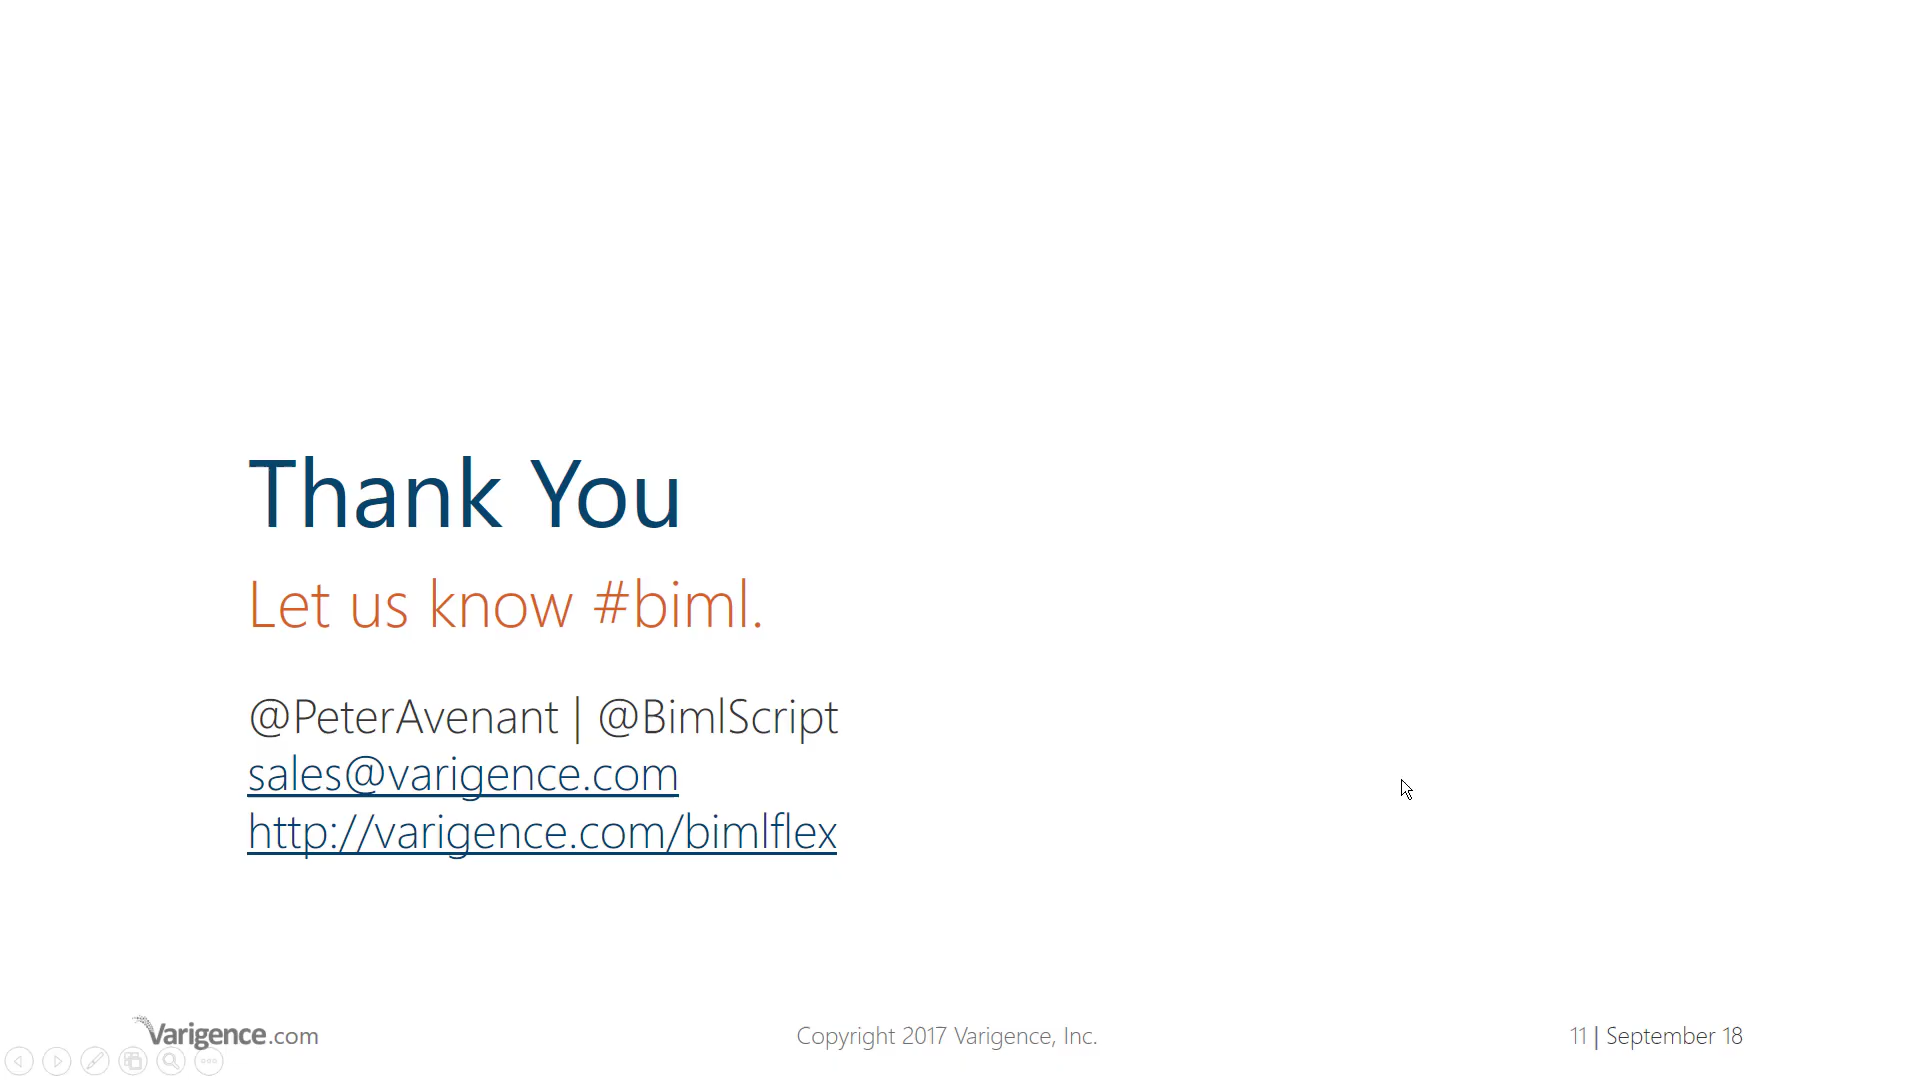 Thank You
Let us know #biml.
@PeterAvenant | @BimlScript
sales@varigence.com
http://varigence.com/bimlflex
Varigence.com
Copyright 2017 Varigence, Inc.
11 | September 18